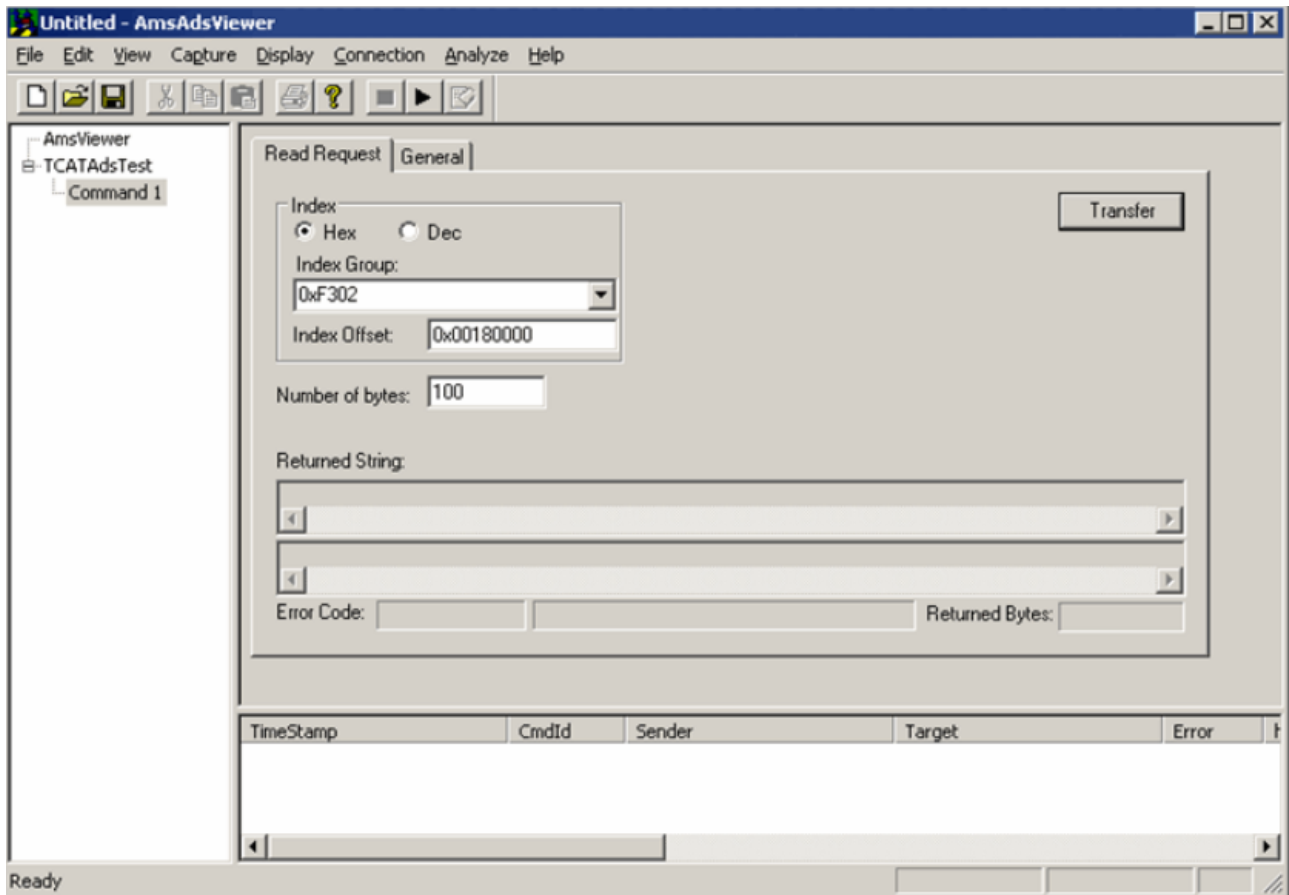 Untitled - AmsAdsViewer
File Edit View Capture Display Connection Analyze Help
AmsViewer
TCATAdsTest
Command 1
Read Request General
Index
Hex Dec
Transfer
Index Group:
0xF302
Index Offset: 0x00180000
Number of bytes: 100
Returned String:
Error Code: Returned Bytes:
TimeStamp CmdId Sender Target Error
Ready